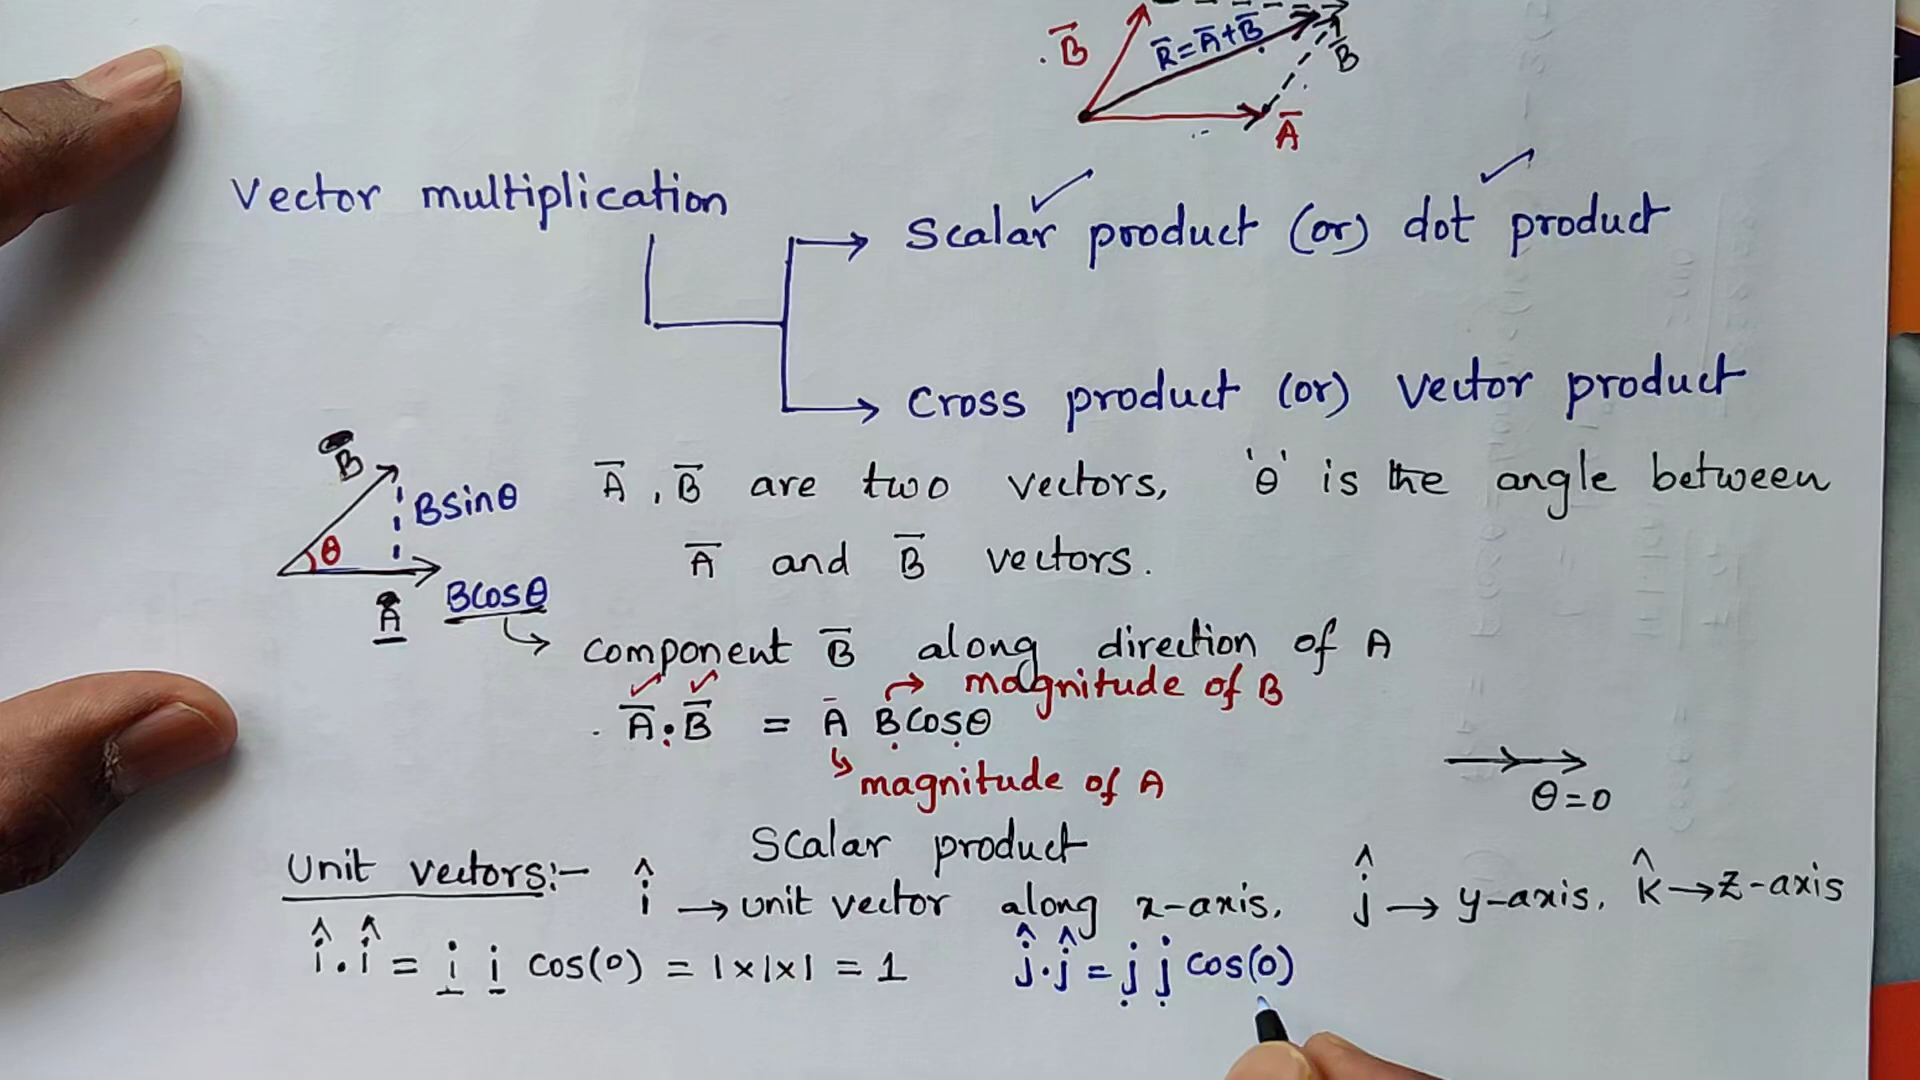 B̅
R̅=A̅+B̅
B
A̅
Vector multiplication
Scalar product (or) dot product
Cross product (or) Vector product
B
Bsinθ
θ
A
BCosθ
A̅, B̅ are two vectors, 'θ' is the angle between
A̅ and B̅ vectors.
component B̅ along direction of A
magnitude of B
A̅.B̅ = A̅ BCosθ
magnitude of A
θ=0
Scalar product
Unit vectors:- î → unit vector along x-axis, ĵ → y-axis, k̂→z-axis
î.î = i i cos(0) = 1×1×1 = 1 ĵ.ĵ = j j cos(0)